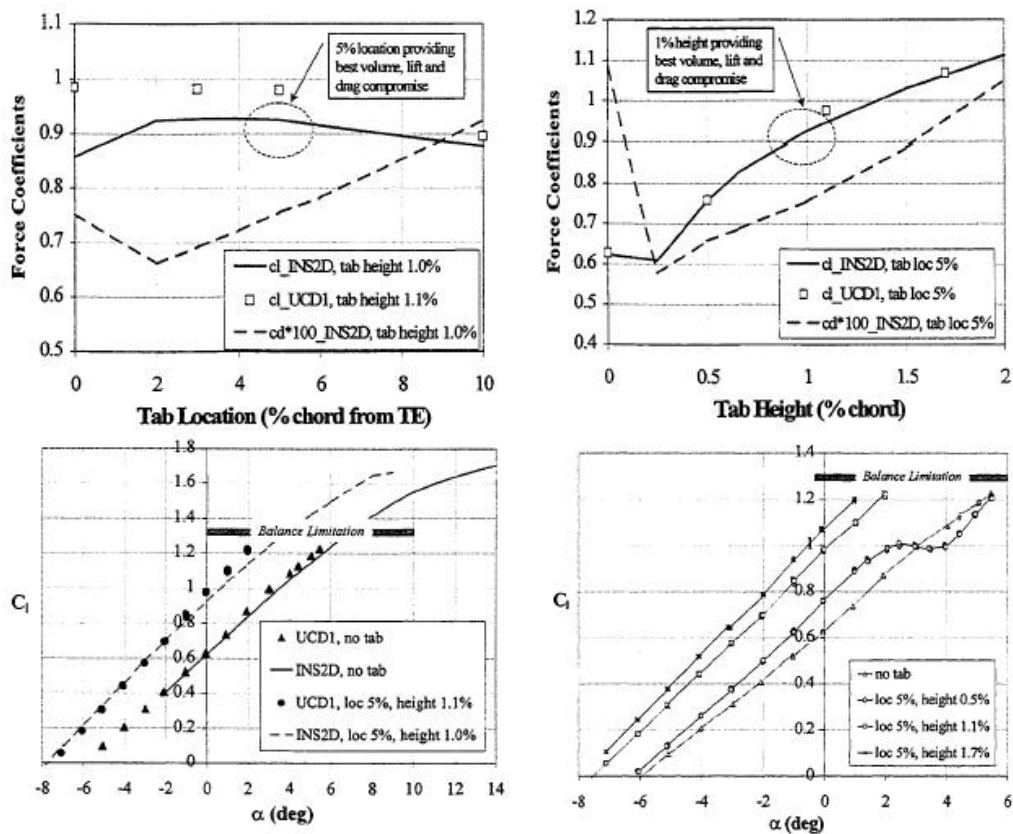 1.1
1
0.9
0.8
0.7
0.6
0.5
Force Coefficients
5% location providing
best volume, lift and
drag compromise
cl_INS2D, tab height 1.0%
cl_UCD1, tab height 1.1%
cd*100_INS2D, tab height 1.0%
0 2 4 6 8 10
Tab Location (% chord from TE)
1.2
1.1
1
0.9
0.8
0.7
0.6
0.5
0.4
Force Coefficients
1% height providing
best volume, lift and
drag compromise
cl_INS2D, tab loc 5%
cl_UCD1, tab loc 5%
cd*100_INS2D, tab loc 5%
0 0.5 1 1.5 2
Tab Height (% chord)
1.8
1.6
1.4
1.2
1
0.8
0.6
0.4
0.2
0
Cl
Balance Limitation
UCD1, no tab
INS2D, no tab
UCD1, loc 5%, height 1.1%
INS2D, loc 5%, height 1.0%
-8 -6 -4 -2 0 2 4 6 8 10 12 14
α (deg)
1.4
1.2
1
0.8
0.6
0.4
0.2
0
Cl
Balance Limitation
no tab
loc 5%, height 0.5%
loc 5%, height 1.1%
loc 5%, height 1.7%
-8 -6 -4 -2 0 2 4 6
α (deg)